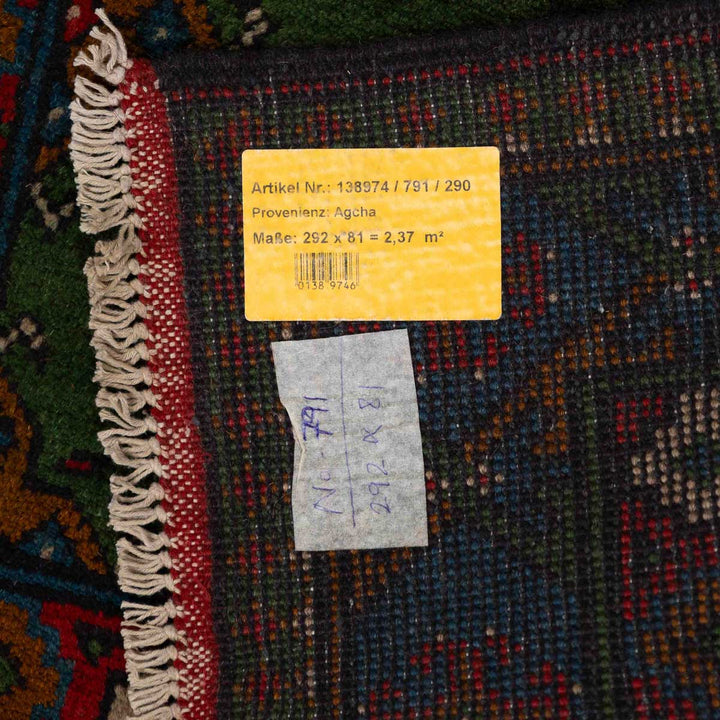 Artikel Nr.: 138974 / 791 / 290
Provenienz: Agcha
Maße: 292 x 81 = 2,37 m²
0138 9746
No - 791
292 x 81